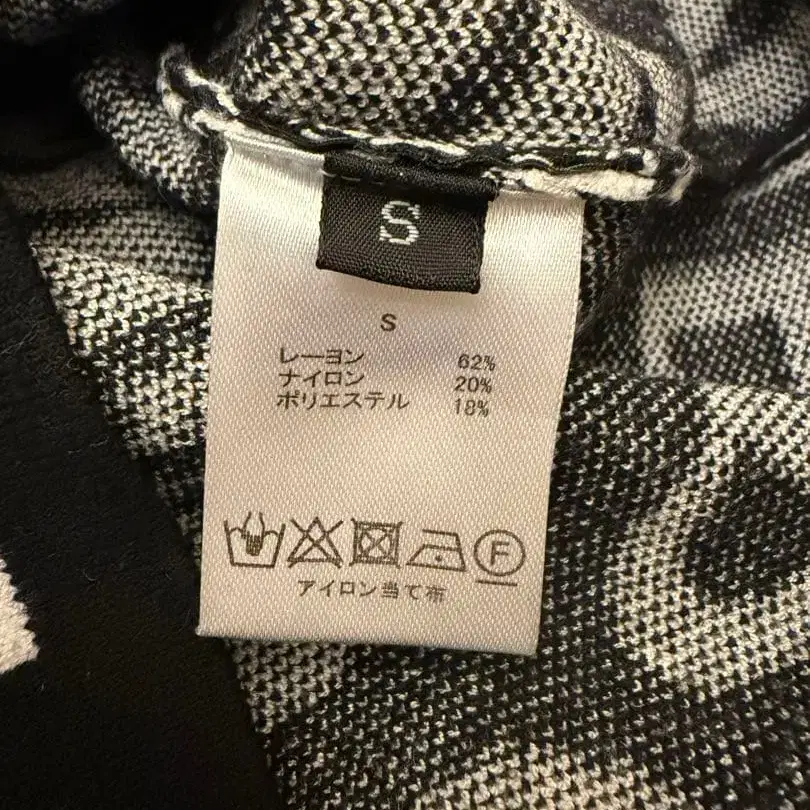 S
S
レーヨン 62%
ナイロン 20%
ポリエステル 18%
F
アイロン当て布